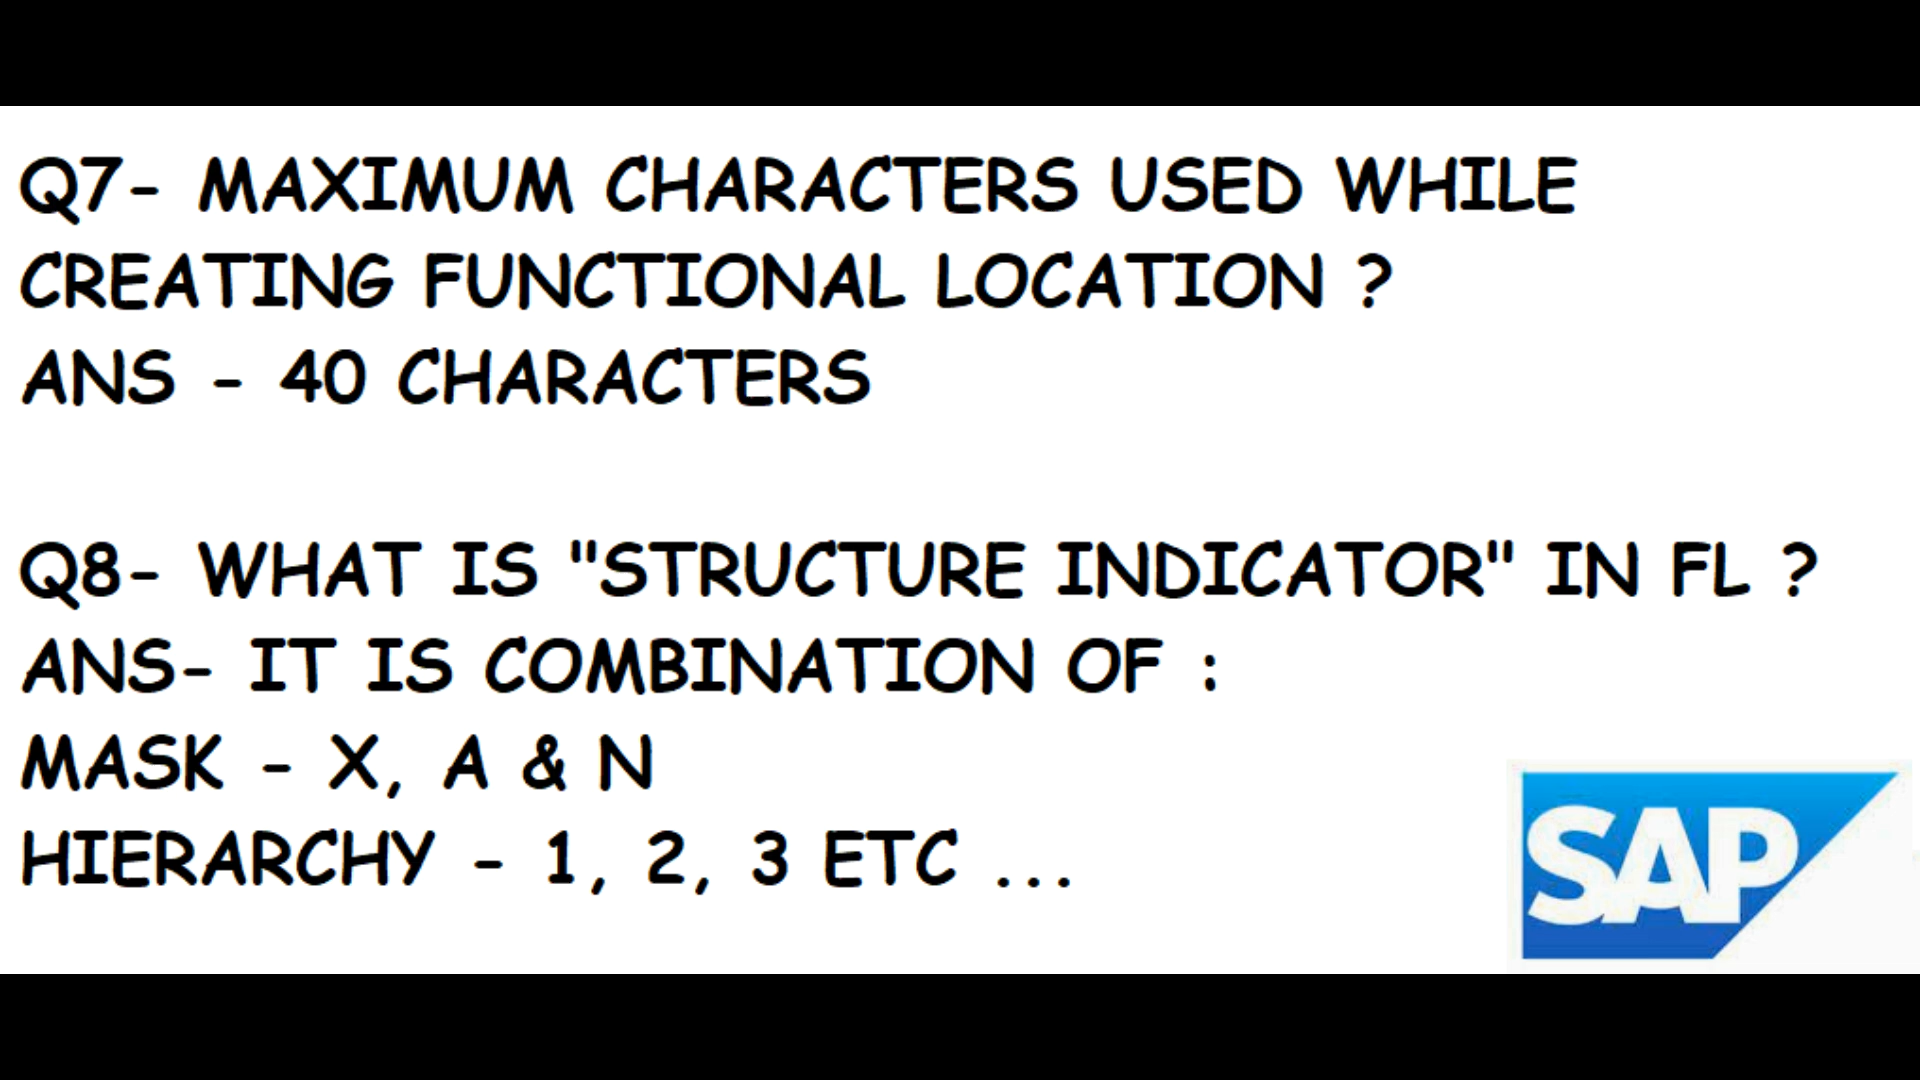 Q7- MAXIMUM CHARACTERS USED WHILE
CREATING FUNCTIONAL LOCATION ?
ANS - 40 CHARACTERS
Q8- WHAT IS "STRUCTURE INDICATOR" IN FL ?
ANS- IT IS COMBINATION OF :
MASK - X, A & N
HIERARCHY - 1, 2, 3 ETC ...
SAP